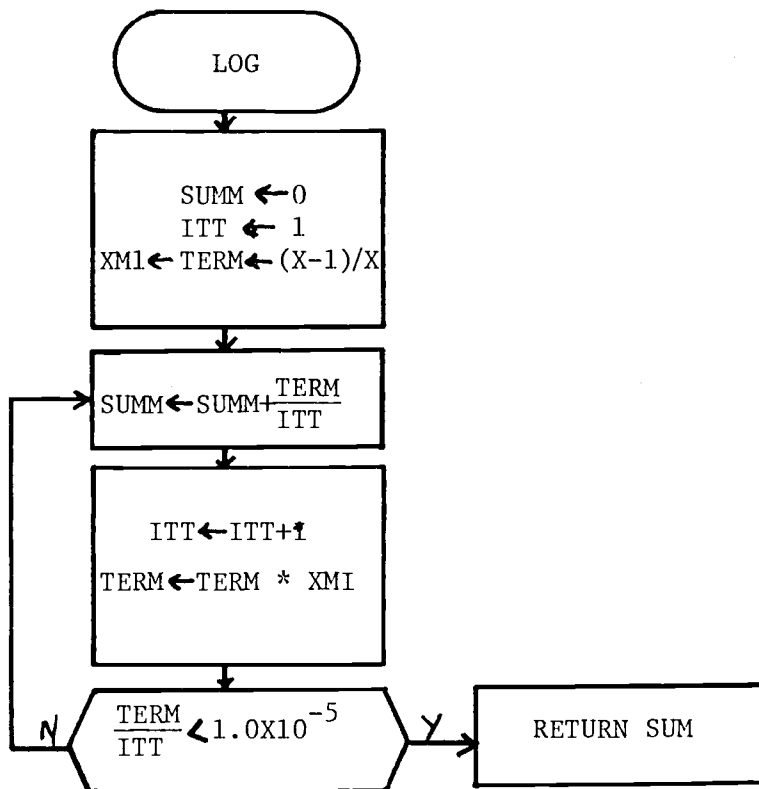 LOG
SUMM ← 0
ITT ← 1
XM1 ← TERM ← (X-1)/X
SUMM ← SUMM + TERM/ITT
ITT ← ITT+1
TERM ← TERM * XMI
TERM/ITT < 1.0X10⁻⁵
N
Y
RETURN SUM